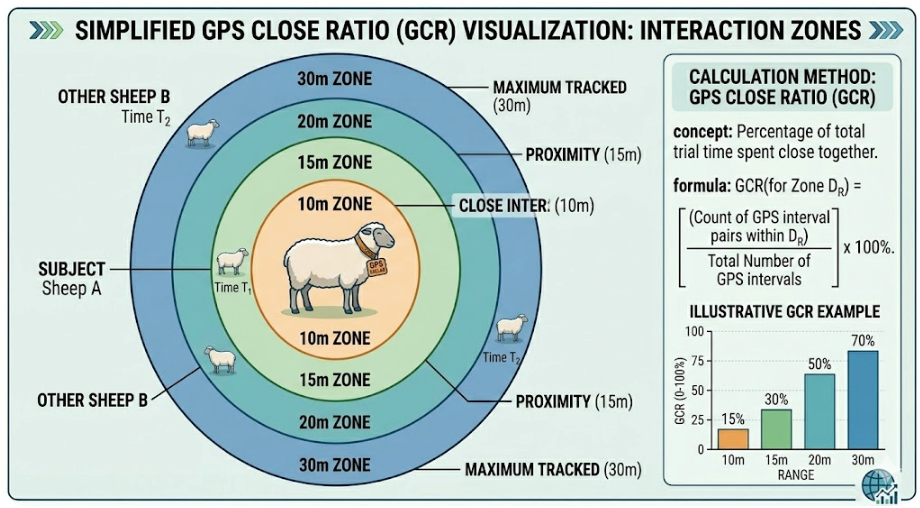 SIMPLIFIED GPS CLOSE RATIO (GCR) VISUALIZATION: INTERACTION ZONES
30m ZONE
20m ZONE
15m ZONE
10m ZONE
GPS
COLLAR
10m ZONE
15m ZONE
20m ZONE
30m ZONE
OTHER SHEEP B
Time T₂
SUBJECT
Sheep A
Time T₁
OTHER SHEEP B
Time T₂
MAXIMUM TRACKED
(30m)
PROXIMITY (15m)
CLOSE INTER. (10m)
PROXIMITY (15m)
MAXIMUM TRACKED (30m)
CALCULATION METHOD:
GPS CLOSE RATIO (GCR)
concept: Percentage of total
trial time spent close together.
formula: GCR(for Zone D_R) =
(Count of GPS interval
pairs within D_R)
Total Number of
GPS intervals
x 100%.
ILLUSTRATIVE GCR EXAMPLE
GCR (0-100%)
100
75
50
25
0
15%
30%
50%
70%
10m 15m 20m 30m
RANGE